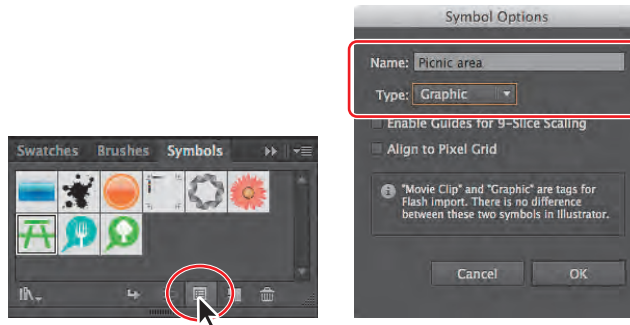 Swatches Brushes Symbols
Symbol Options
Name: Picnic area
Type: Graphic
Enable Guides for 9-Slice Scaling
Align to Pixel Grid
"Movie Clip" and "Graphic" are tags for
Flash import. There is no difference
between these two symbols in Illustrator.
Cancel OK